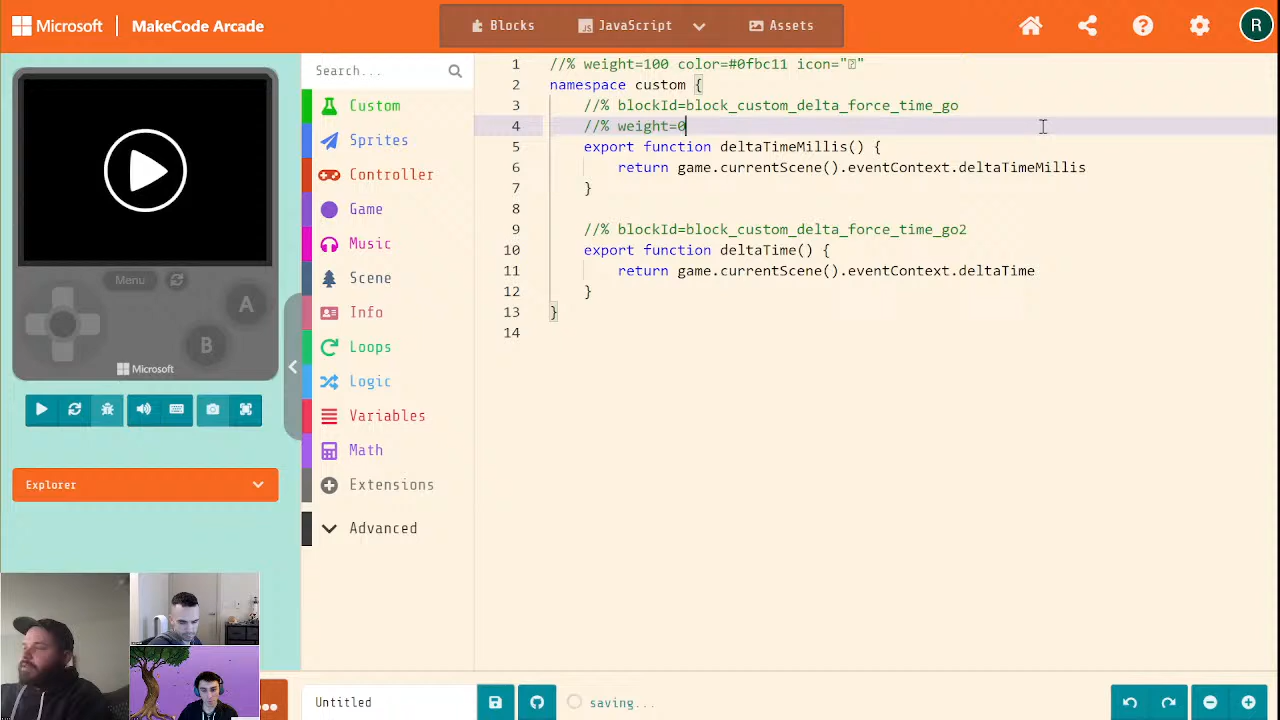 Microsoft | MakeCode Arcade
Blocks
JavaScript
Assets
R
Search...
Custom
Sprites
Controller
Game
Music
Scene
Info
Loops
Logic
Variables
Math
Extensions
Advanced
Menu
A
B
Microsoft
Explorer
1 //% weight=100 color=#0fbc11 icon=""
2 namespace custom {
3 //% blockId=block_custom_delta_force_time_go
4 //% weight=0
5 export function deltaTimeMillis() {
6 return game.currentScene().eventContext.deltaTimeMillis
7 }
8
9 //% blockId=block_custom_delta_force_time_go2
10 export function deltaTime() {
11 return game.currentScene().eventContext.deltaTime
12 }
13 }
14
Untitled
saving...